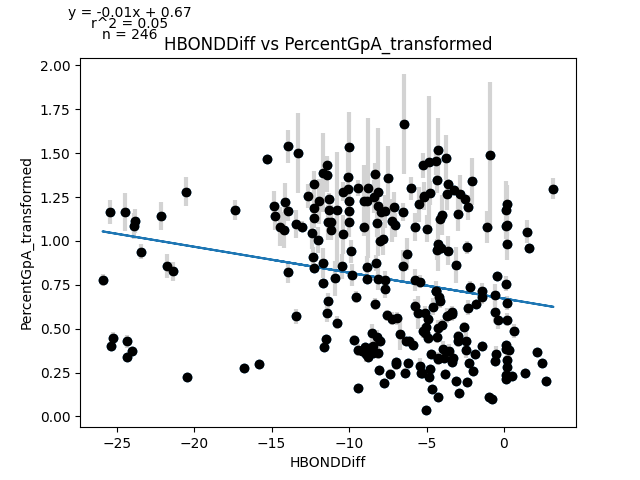 y = -0.01x + 0.67
r^2 = 0.05
n = 246
HBONDDiff vs PercentGpA_transformed
2.00
1.75
1.50
1.25
1.00
0.75
0.50
0.25
0.00
PercentGpA_transformed
−25 −20 −15 −10 −5 0
HBONDDiff